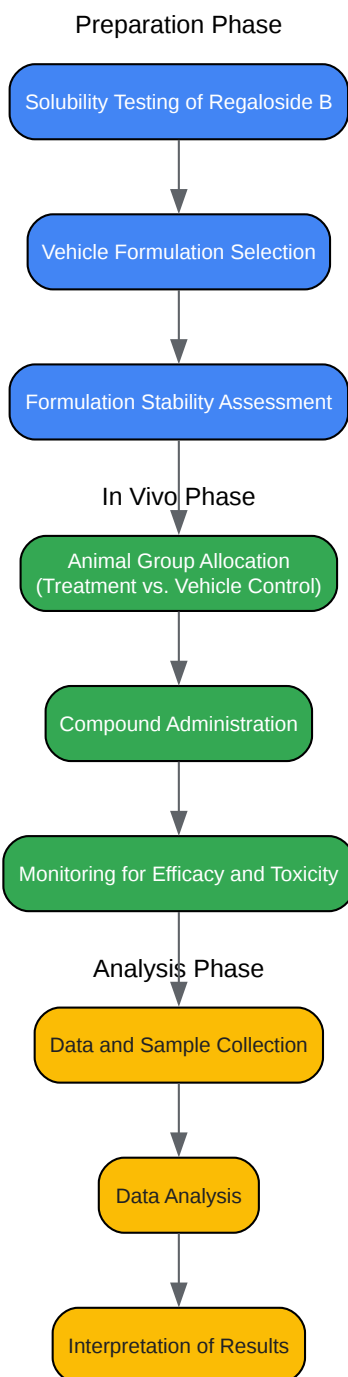 Preparation Phase
Solubility Testing of Regaloside B
Vehicle Formulation Selection
Formulation Stability Assessment
In Vivo Phase
Animal Group Allocation
(Treatment vs. Vehicle Control)
Compound Administration
Monitoring for Efficacy and Toxicity
Analysis Phase
Data and Sample Collection
Data Analysis
Interpretation of Results